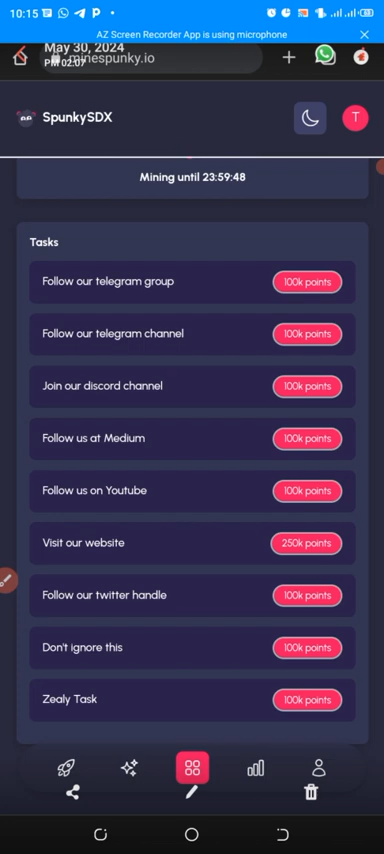 10:15
AZ Screen Recorder App is using microphone
May 30, 2024
PM 02:07
minespunky.io
SpunkySDX
T
Mining until 23:59:48
Tasks
Follow our telegram group 100k points
Follow our telegram channel 100k points
Join our discord channel 100k points
Follow us at Medium 100k points
Follow us on Youtube 100k points
Visit our website 250k points
Follow our twitter handle 100k points
Don't ignore this 100k points
Zealy Task 100k points